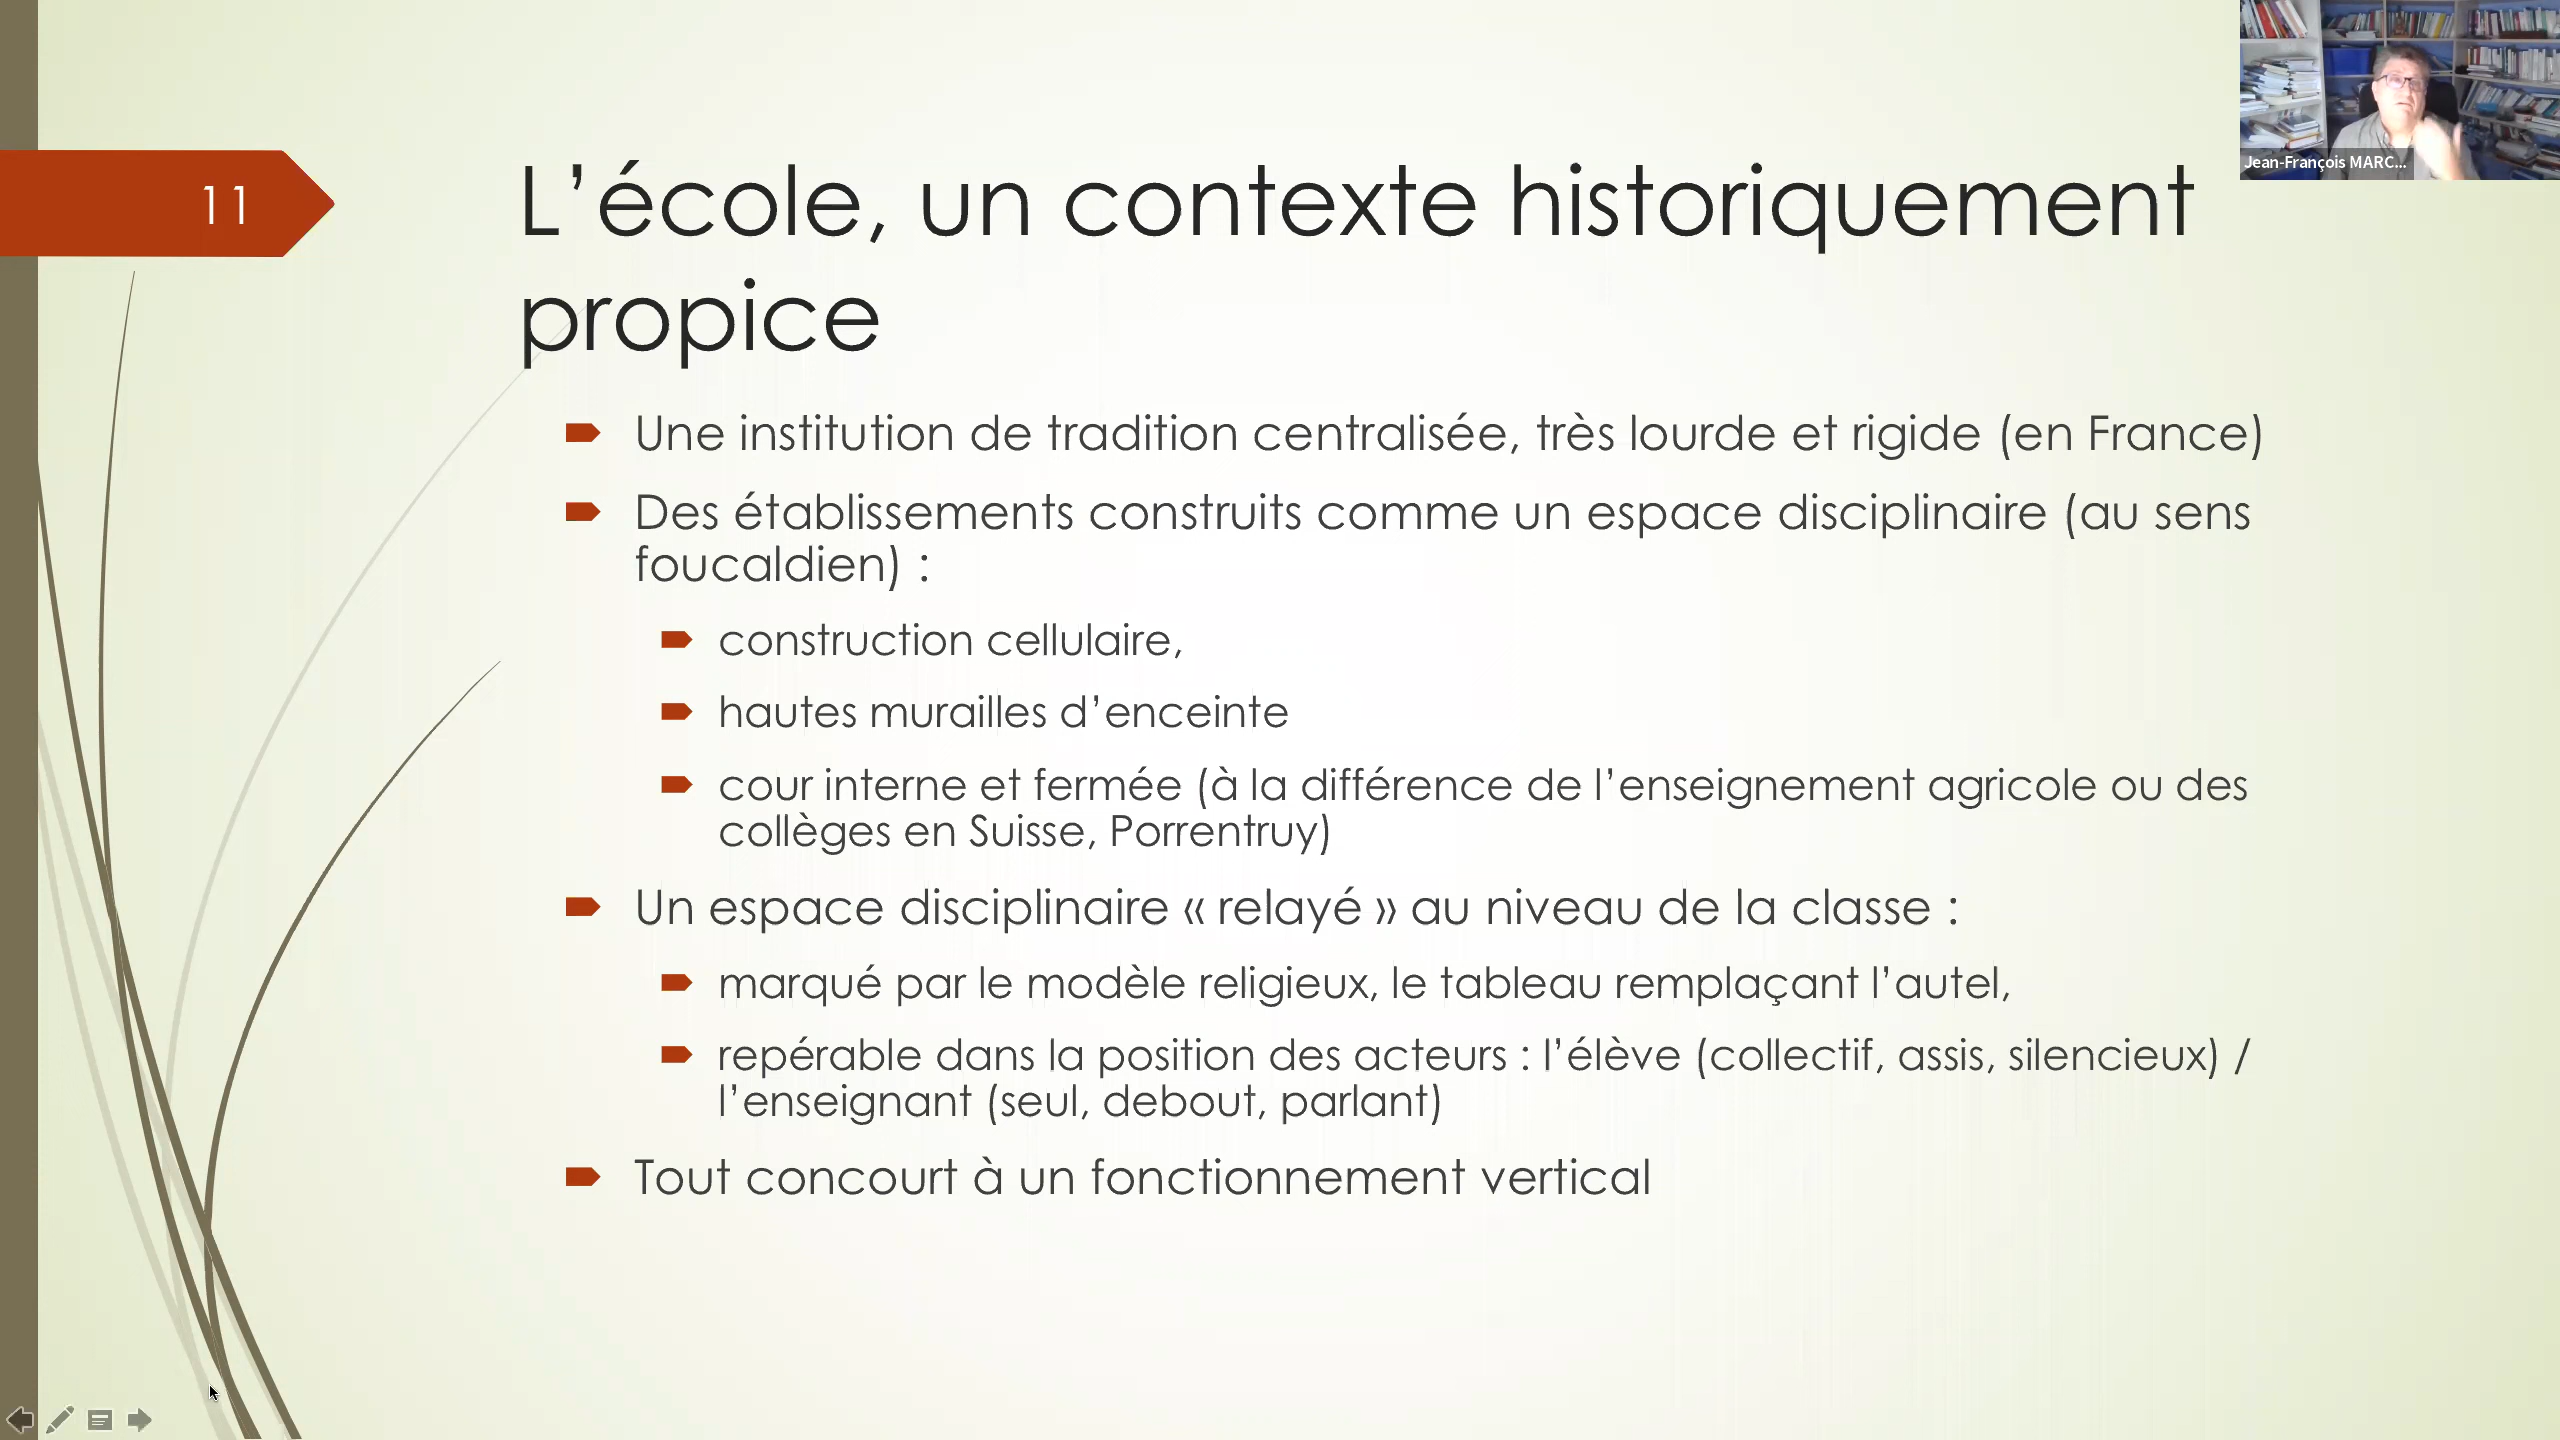 Jean-François MARC...
11
L’école, un contexte historiquement
propice
Une institution de tradition centralisée, très lourde et rigide (en France)
Des établissements construits comme un espace disciplinaire (au sens
foucaldien) :
construction cellulaire,
hautes murailles d’enceinte
cour interne et fermée (à la différence de l’enseignement agricole ou des
collèges en Suisse, Porrentruy)
Un espace disciplinaire « relayé » au niveau de la classe :
marqué par le modèle religieux, le tableau remplaçant l’autel,
repérable dans la position des acteurs : l’élève (collectif, assis, silencieux) /
l’enseignant (seul, debout, parlant)
Tout concourt à un fonctionnement vertical